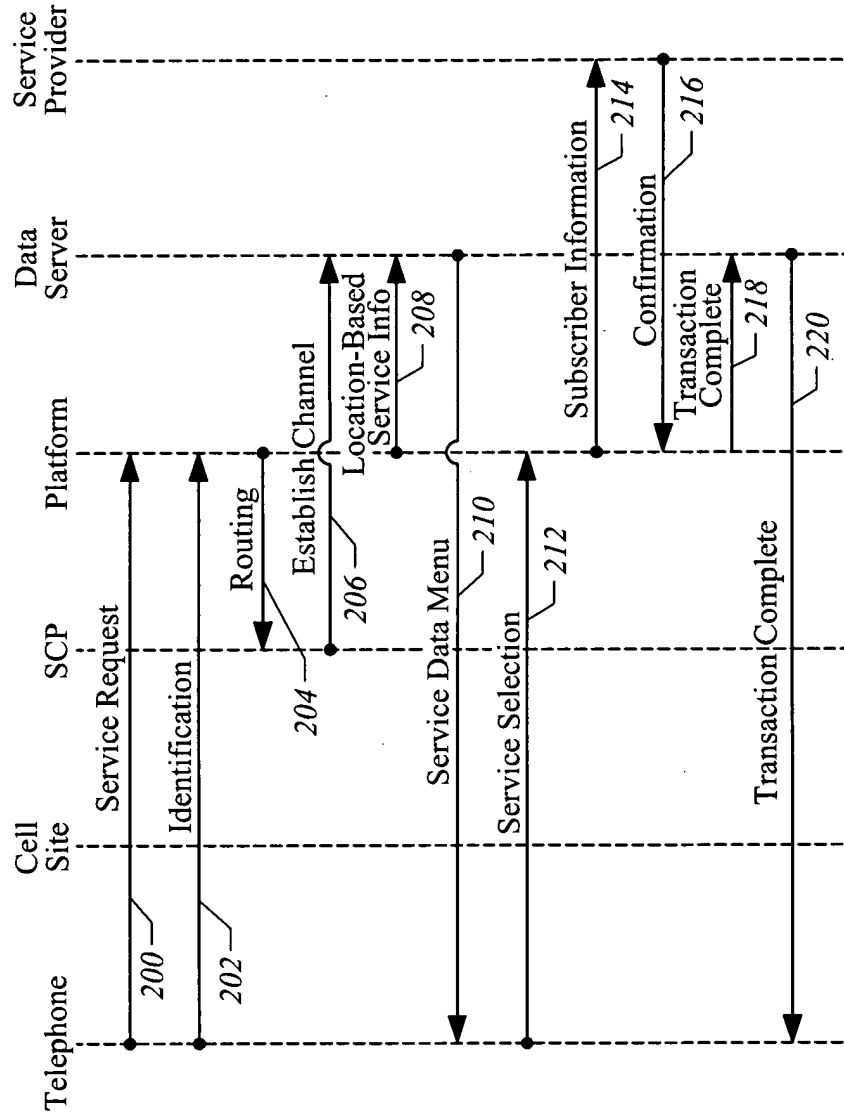 Telephone
Cell
Site
SCP
Platform
Data
Server
Service
Provider
Service Request
200
Identification
202
Routing
204
Establish Channel
206
Location-Based
Service Info
208
Service Data Menu
210
Service Selection
212
Subscriber Information
214
Confirmation
216
Transaction
Complete
218
Transaction Complete
220